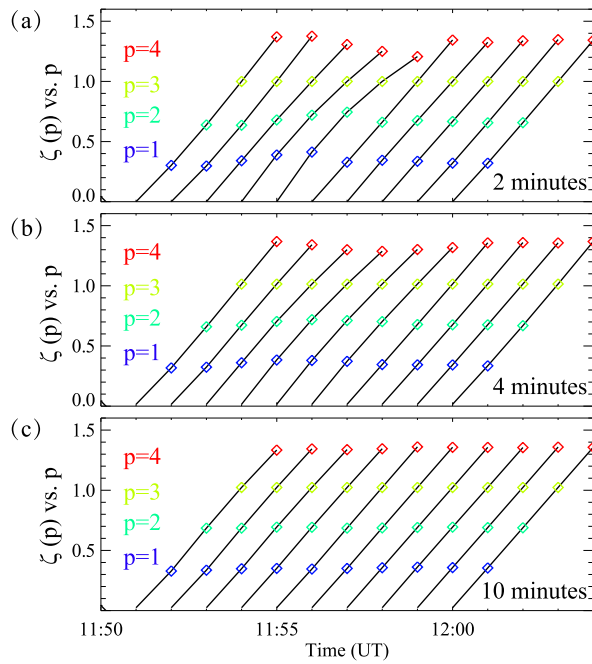 (a)
ζ (p) vs. p
1.5
1.0
0.5
0.0
p=4
p=3
p=2
p=1
2 minutes
(b)
ζ (p) vs. p
1.5
1.0
0.5
0.0
p=4
p=3
p=2
p=1
4 minutes
(c)
ζ (p) vs. p
1.5
1.0
0.5
p=4
p=3
p=2
p=1
10 minutes
11:50 11:55 12:00
Time (UT)